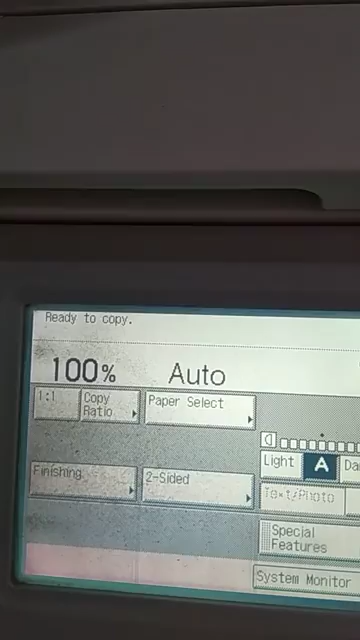 Ready to copy.
100% Auto
1:1 Copy Ratio Paper Select
Light A Da
Finishing 2-Sided
Text/Photo
Special Features
System Monitor